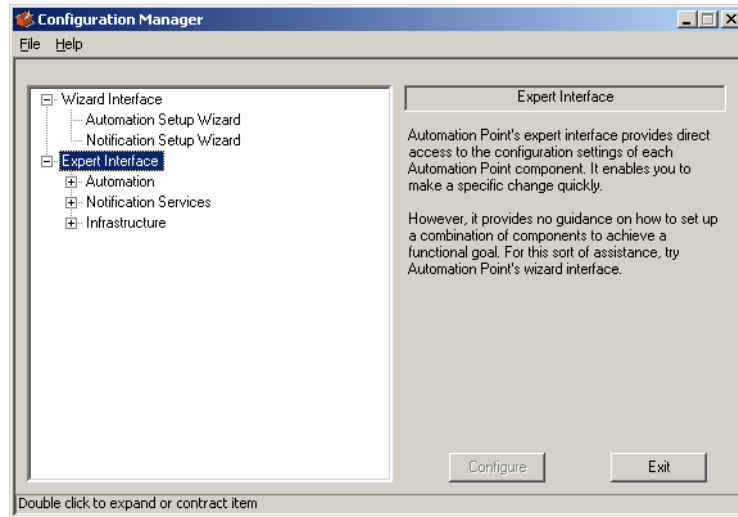 Configuration Manager
File Help
Wizard Interface
Automation Setup Wizard
Notification Setup Wizard
Expert Interface
Automation
Notification Services
Infrastructure
Expert Interface
Automation Point's expert interface provides direct
access to the configuration settings of each
Automation Point component. It enables you to
make a specific change quickly.
However, it provides no guidance on how to set up
a combination of components to achieve a
functional goal. For this sort of assistance, try
Automation Point's wizard interface.
Configure
Exit
Double click to expand or contract item